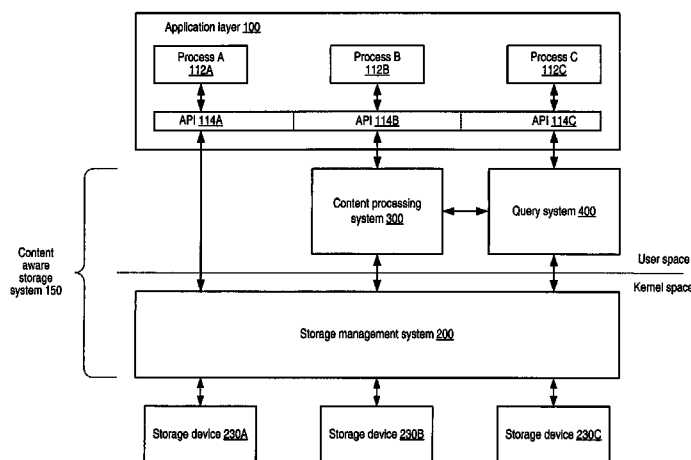 Application layer 100
Process A
112A
Process B
112B
Process C
112C
API 114A
API 114B
API 114C
Content processing
system 300
Query system 400
Content
aware
storage
system 150
User space
Kernel space
Storage management system 200
Storage device 230A
Storage device 230B
Storage device 230C